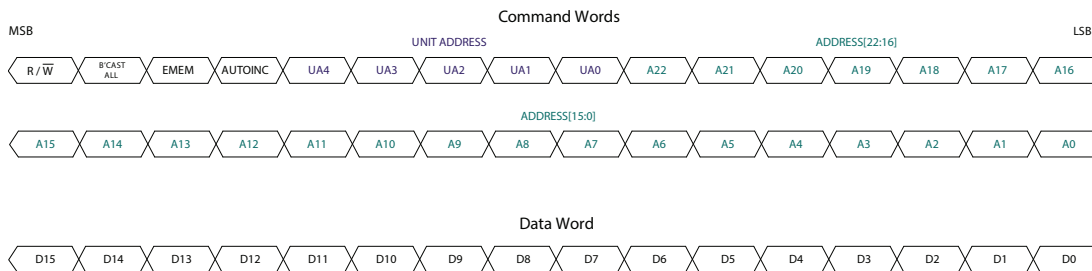 Command Words
MSB LSB
UNIT ADDRESS ADDRESS[22:16]
R / W̅ B'CAST ALL EMEM AUTOINC UA4 UA3 UA2 UA1 UA0 A22 A21 A20 A19 A18 A17 A16
ADDRESS[15:0]
A15 A14 A13 A12 A11 A10 A9 A8 A7 A6 A5 A4 A3 A2 A1 A0
Data Word
D15 D14 D13 D12 D11 D10 D9 D8 D7 D6 D5 D4 D3 D2 D1 D0